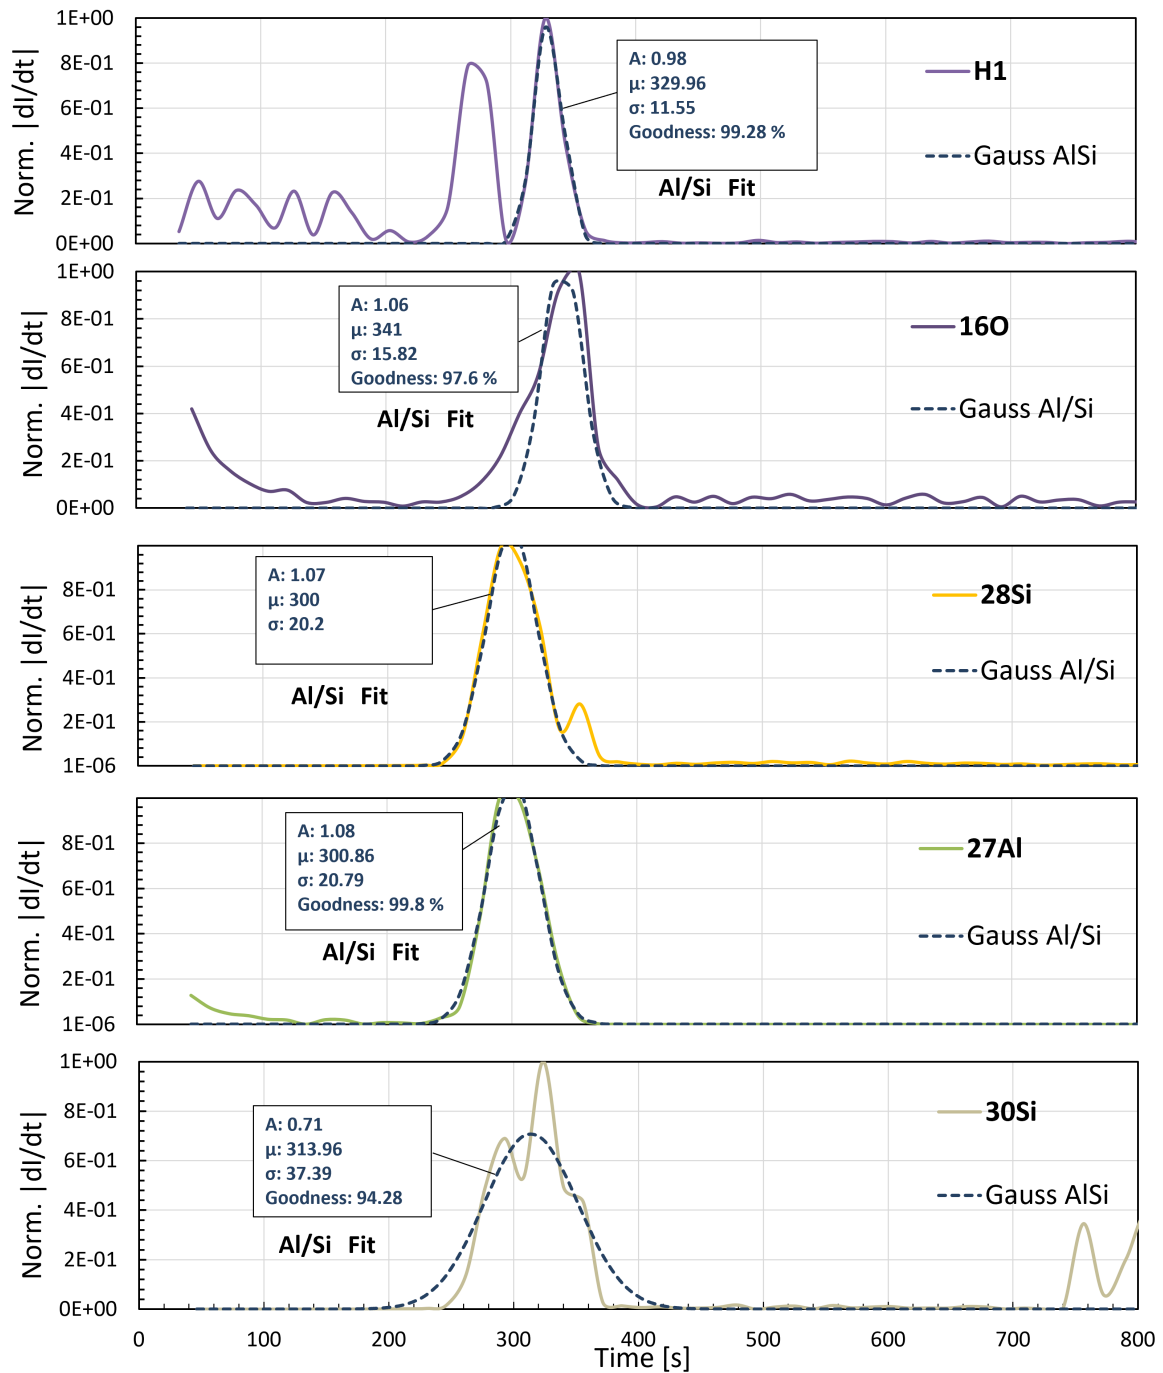 Norm. |dI/dt|
1E+00
8E-01
6E-01
4E-01
2E-01
0E+00
A: 0.98
μ: 329.96
σ: 11.55
Goodness: 99.28 %
Al/Si Fit
H1
Gauss AlSi
Norm. |dI/dt|
1E+00
8E-01
6E-01
4E-01
2E-01
0E+00
A: 1.06
μ: 341
σ: 15.82
Goodness: 97.6 %
Al/Si Fit
16O
Gauss Al/Si
Norm. |dI/dt|
8E-01
6E-01
4E-01
2E-01
1E-06
A: 1.07
μ: 300
σ: 20.2
Al/Si Fit
28Si
Gauss Al/Si
Norm. |dI/dt|
8E-01
6E-01
4E-01
2E-01
1E-06
A: 1.08
μ: 300.86
σ: 20.79
Goodness: 99.8 %
Al/Si Fit
27Al
Gauss Al/Si
Norm. |dI/dt|
1E+00
8E-01
6E-01
4E-01
2E-01
0E+00
A: 0.71
μ: 313.96
σ: 37.39
Goodness: 94.28
Al/Si Fit
30Si
Gauss AlSi
0 100 200 300 400 500 600 700 800
Time [s]